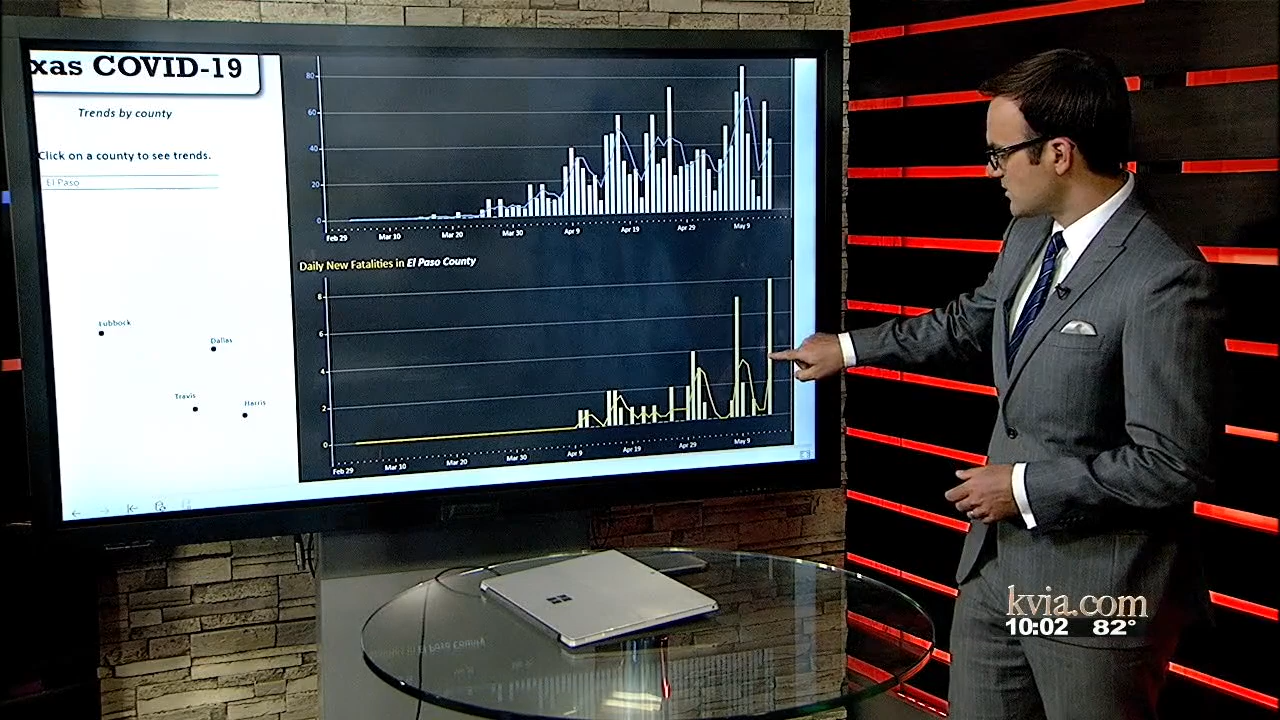 xas COVID-19
Trends by county
Click on a county to see trends.
El Paso
Lubbock
Dallas
Travis
Harris
80
60
40
20
0
Feb 29 Mar 10 Mar 20 Mar 30 Apr 9 Apr 19 Apr 29 May 9
Daily New Fatalities in El Paso County
8
6
4
2
0
Feb 29 Mar 10 Mar 20 Mar 30 Apr 9 Apr 19 Apr 29 May 9
kvia.com
10:02 82°